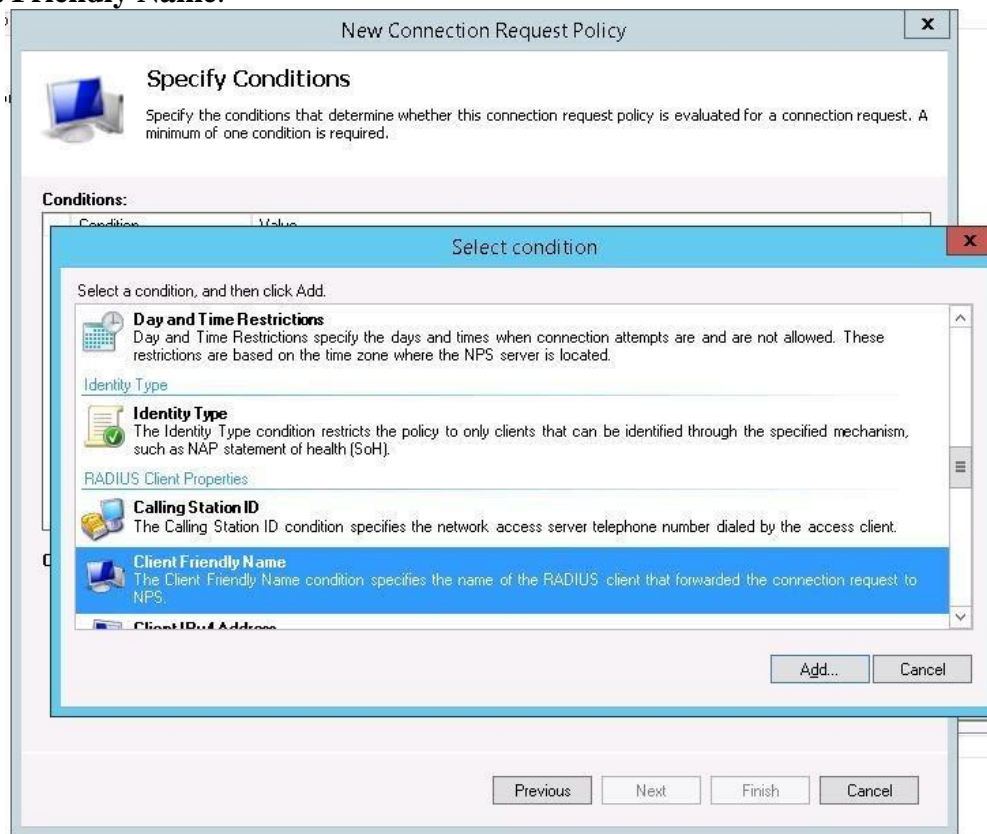 Friendly Name.
New Connection Request Policy
x
Specify Conditions
Specify the conditions that determine whether this connection request policy is evaluated for a connection request. A
minimum of one condition is required.
Conditions:
Condition Value
Select condition
x
Select a condition, and then click Add.
Day and Time Restrictions
Day and Time Restrictions specify the days and times when connection attempts are and are not allowed. These
restrictions are based on the time zone where the NPS server is located.
Identity Type
Identity Type
The Identity Type condition restricts the policy to only clients that can be identified through the specified mechanism,
such as NAP statement of health (SoH).
RADIUS Client Properties
Calling Station ID
The Calling Station ID condition specifies the network access server telephone number dialed by the access client.
Client Friendly Name
The Client Friendly Name condition specifies the name of the RADIUS client that forwarded the connection request to
NPS.
Client IPv4 Address
Add... Cancel
Previous Next Finish Cancel